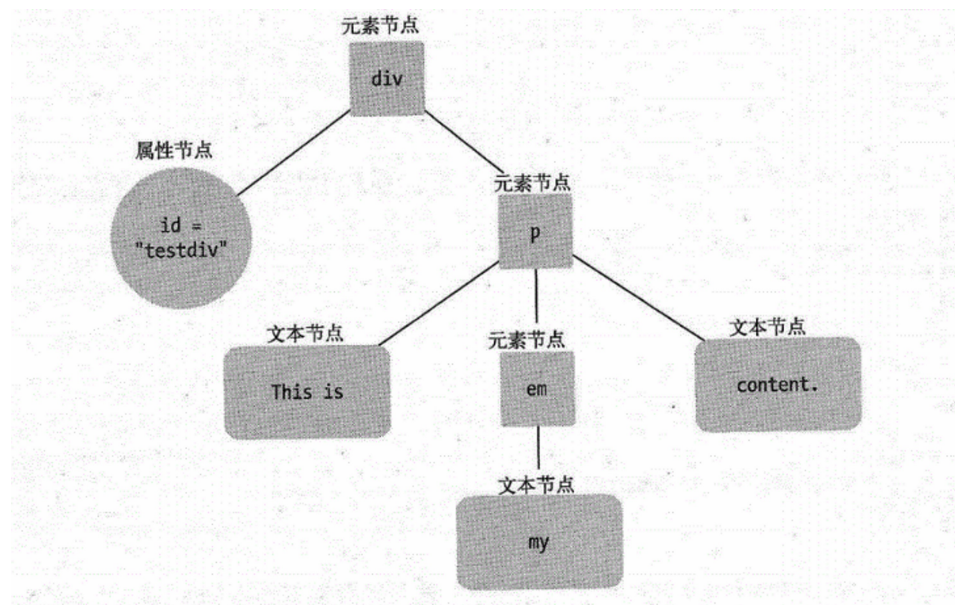 元素节点
div
属性节点
id =
"testdiv"
元素节点
p
文本节点
This is
元素节点
em
文本节点
content.
文本节点
my